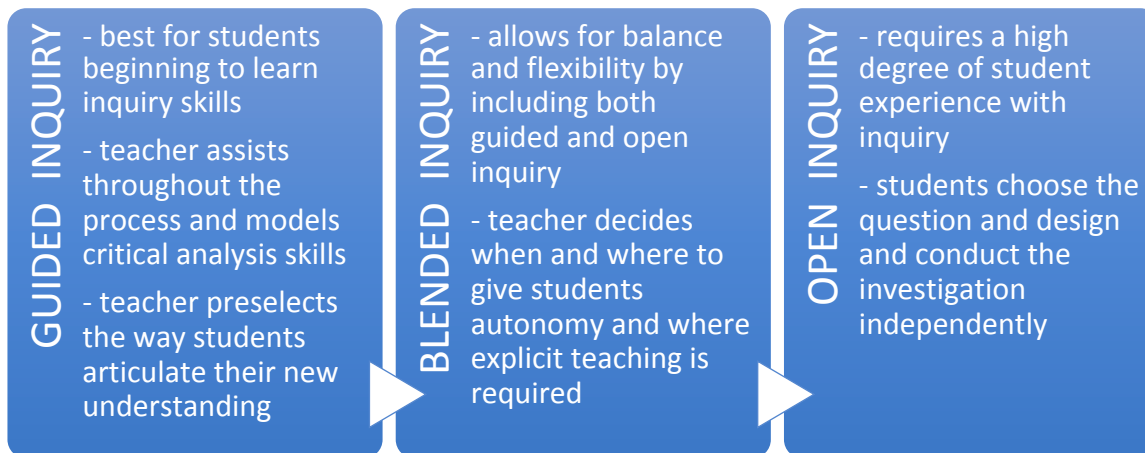 GUIDED INQUIRY
- best for students
beginning to learn
inquiry skills
- teacher assists
throughout the
process and models
critical analysis skills
- teacher preselects
the way students
articulate their new
understanding
BLENDED INQUIRY
- allows for balance
and flexibility by
including both
guided and open
inquiry
- teacher decides
when and where to
give students
autonomy and where
explicit teaching is
required
OPEN INQUIRY
- requires a high
degree of student
experience with
inquiry
- students choose the
question and design
and conduct the
investigation
independently